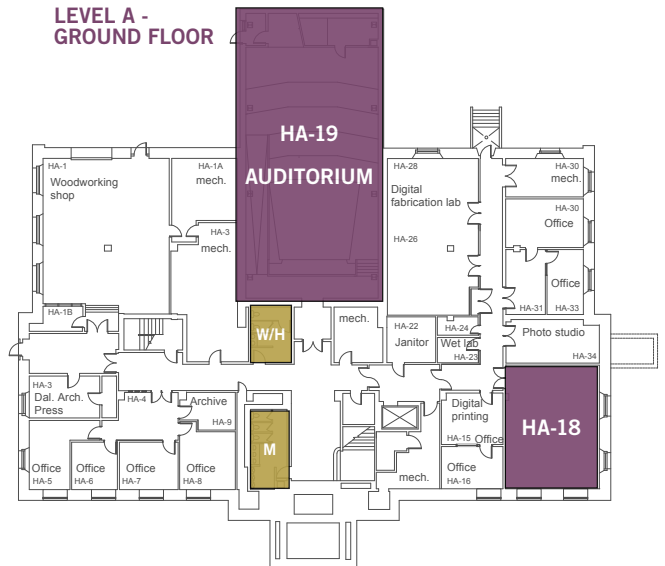 LEVEL A -
GROUND FLOOR
HA-19
AUDITORIUM
HA-1
Woodworking
shop
HA-1A
mech.
HA-3
mech.
HA-28
Digital
fabrication lab
HA-26
HA-30
mech.
HA-30
Office
Office
HA-31
HA-33
HA-1B
W/H
mech.
HA-22
Janitor
HA-24
Wet lab
HA-23
Photo studio
HA-34
HA-3
Dal. Arch.
Press
HA-4
Archive
HA-9
M
Digital
printing
HA-15
Office
HA-18
Office
HA-5
Office
HA-6
Office
HA-7
Office
HA-8
mech.
Office
HA-16